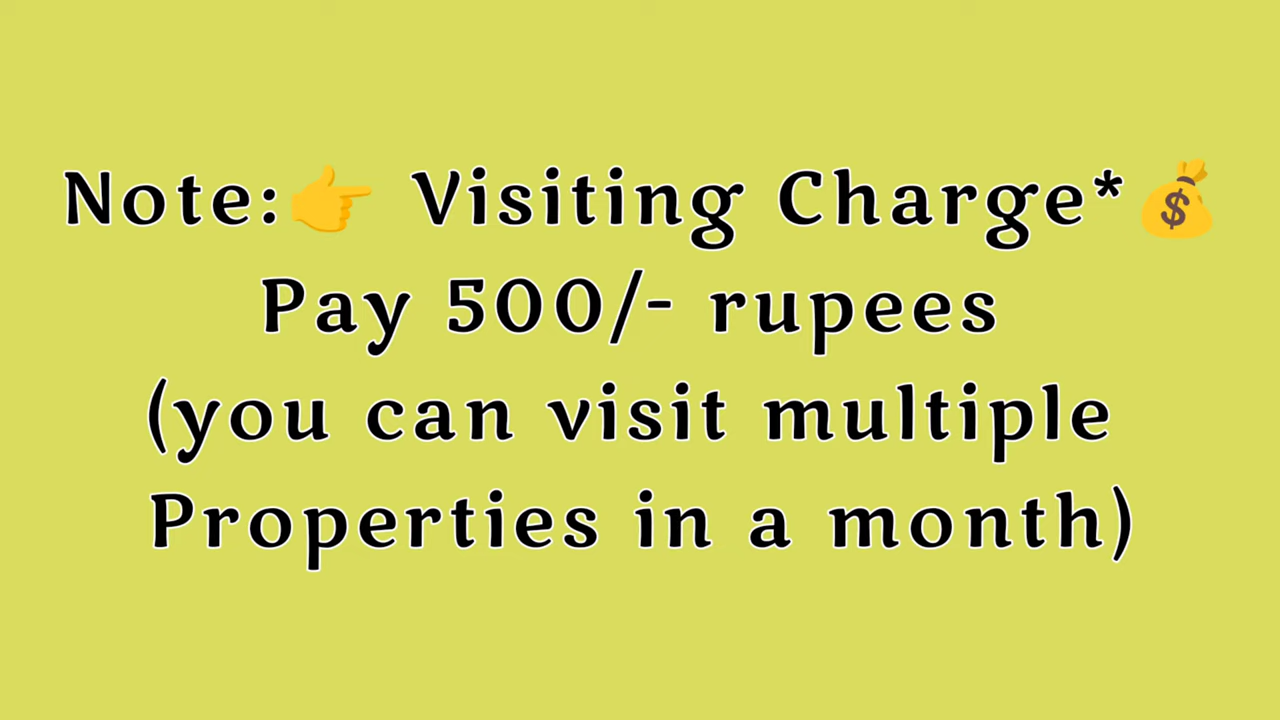 Note:👉 Visiting Charge*💰
Pay 500/- rupees
(you can visit multiple
Properties in a month)